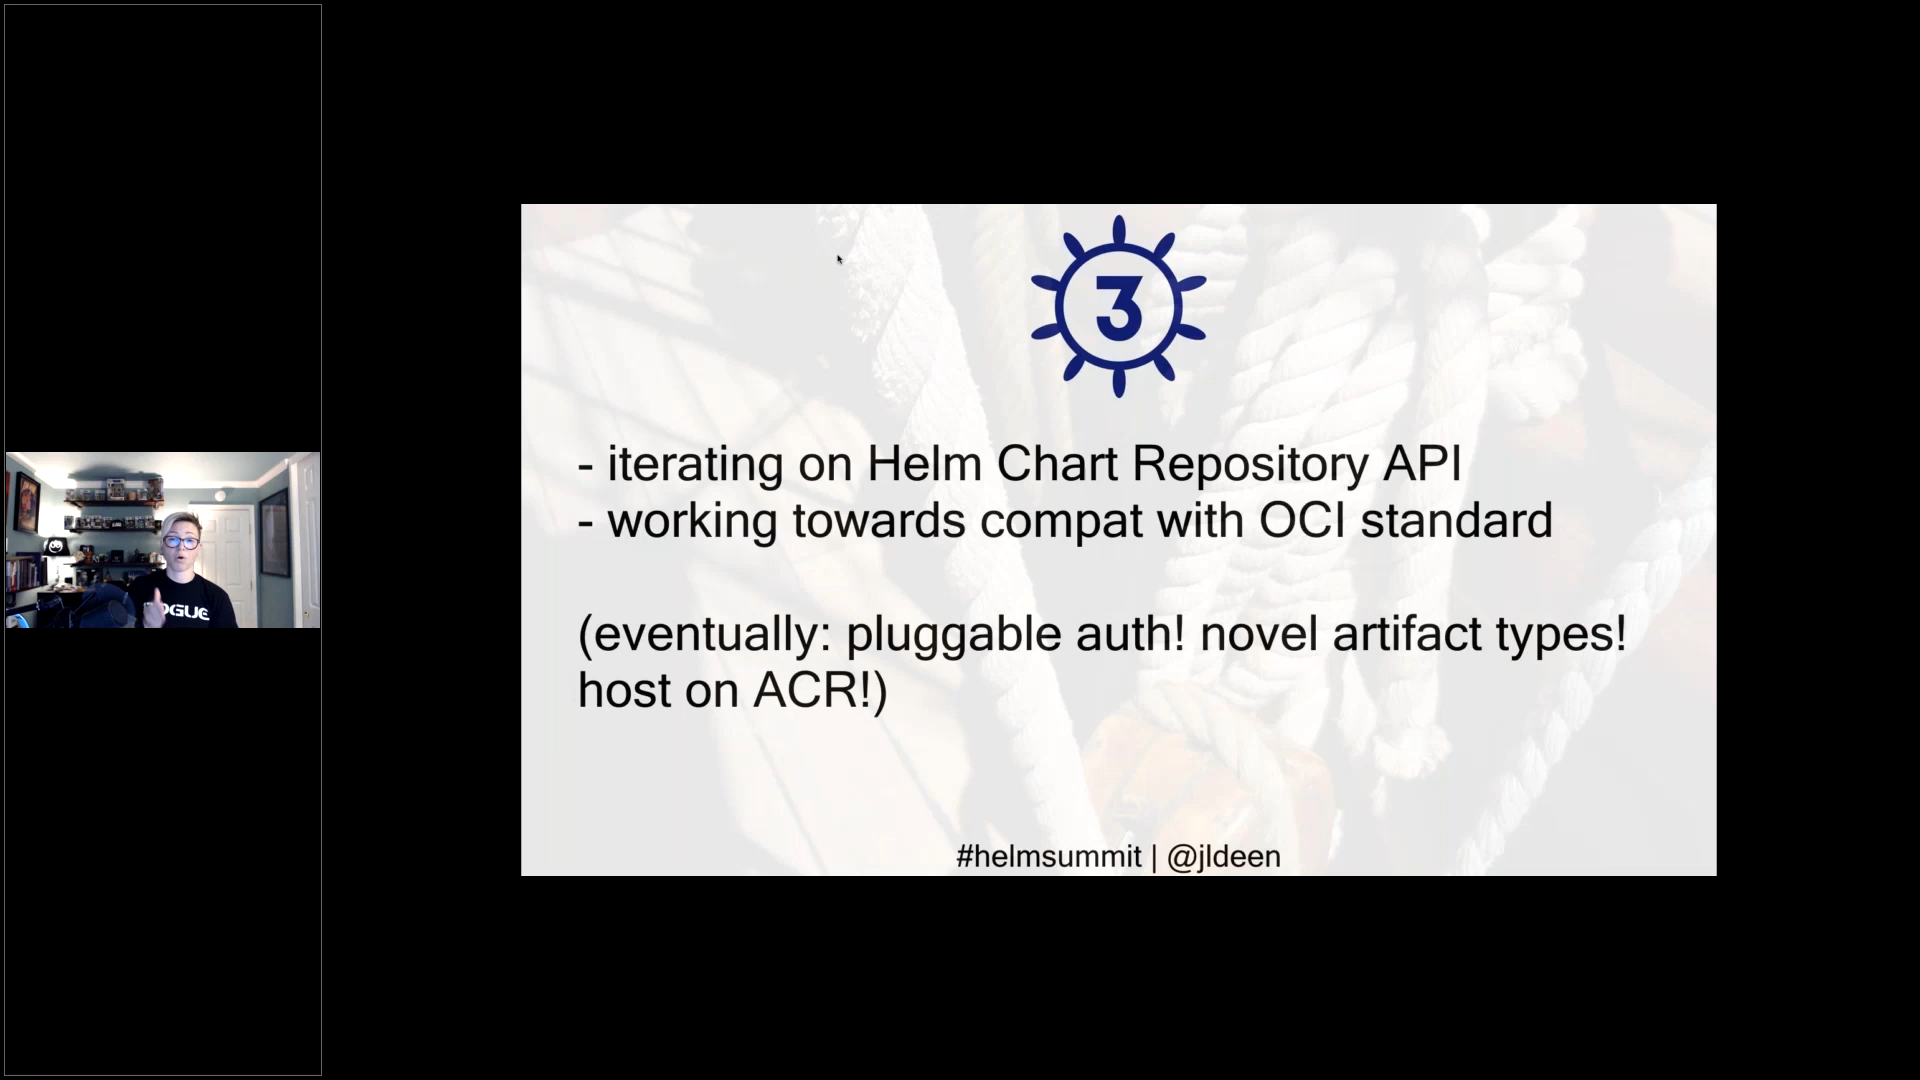 3
- iterating on Helm Chart Repository API
- working towards compat with OCI standard
(eventually: pluggable auth! novel artifact types!
host on ACR!)
#helmsummit | @jldeen
OGUE